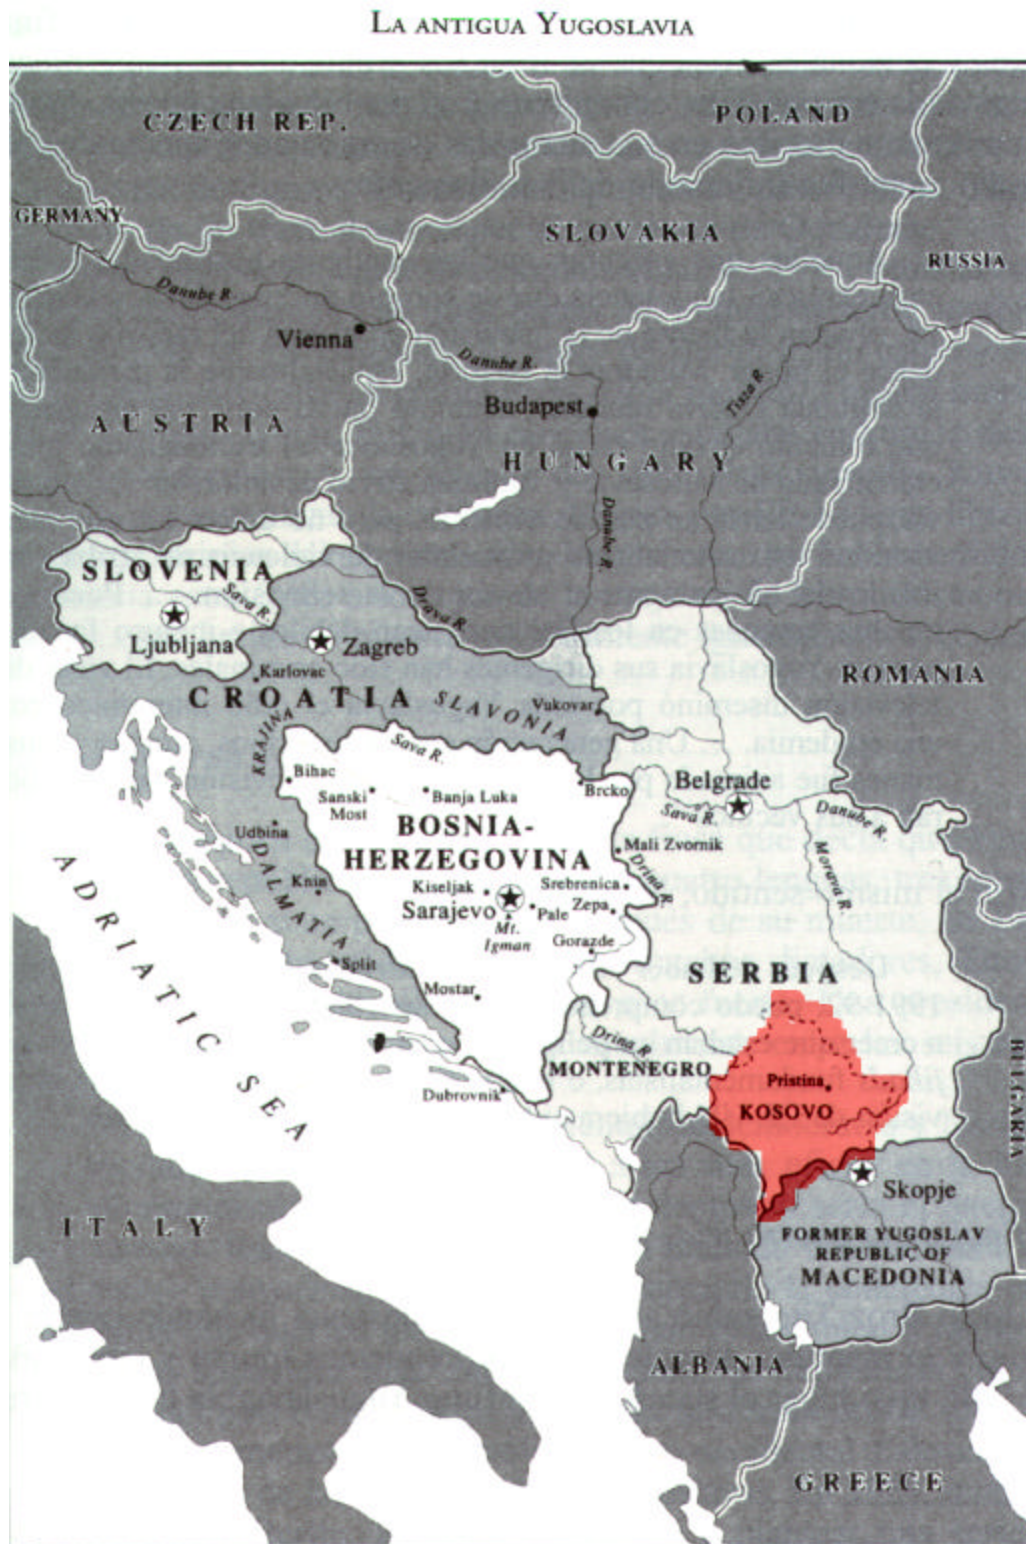 LA ANTIGUA YUGOSLAVIA
CZECH REP.
POLAND
GERMANY
SLOVAKIA
RUSSIA
Danube R.
Vienna
Danube R.
Tisza R.
Budapest
AUSTRIA
HUNGARY
Danube R.
SLOVENIA
Sava R.
Drava R.
Ljubljana
Zagreb
Karlovac
ROMANIA
CROATIA
SLAVONIA
Vukovar
KRAJINA
Sava R.
Bihac
Belgrade
Sanski
Most
Banja Luka
Brcko
Sava R.
Danube R.
BOSNIA-
HERZEGOVINA
Udbina
Mali Zvornik
Morava R.
DALMATIA
Drina R.
Knin
Kiseljak
Srebrenica
Sarajevo
Pale
Zepa
Mt.
Igman
Gorazde
ADRIATIC SEA
Split
SERBIA
Mostar
Drina R.
MONTENEGRO
Pristina
KOSOVO
Dubrovnik
BULGARIA
Skopje
ITALY
FORMER YUGOSLAV
REPUBLIC OF
MACEDONIA
ALBANIA
GREECE